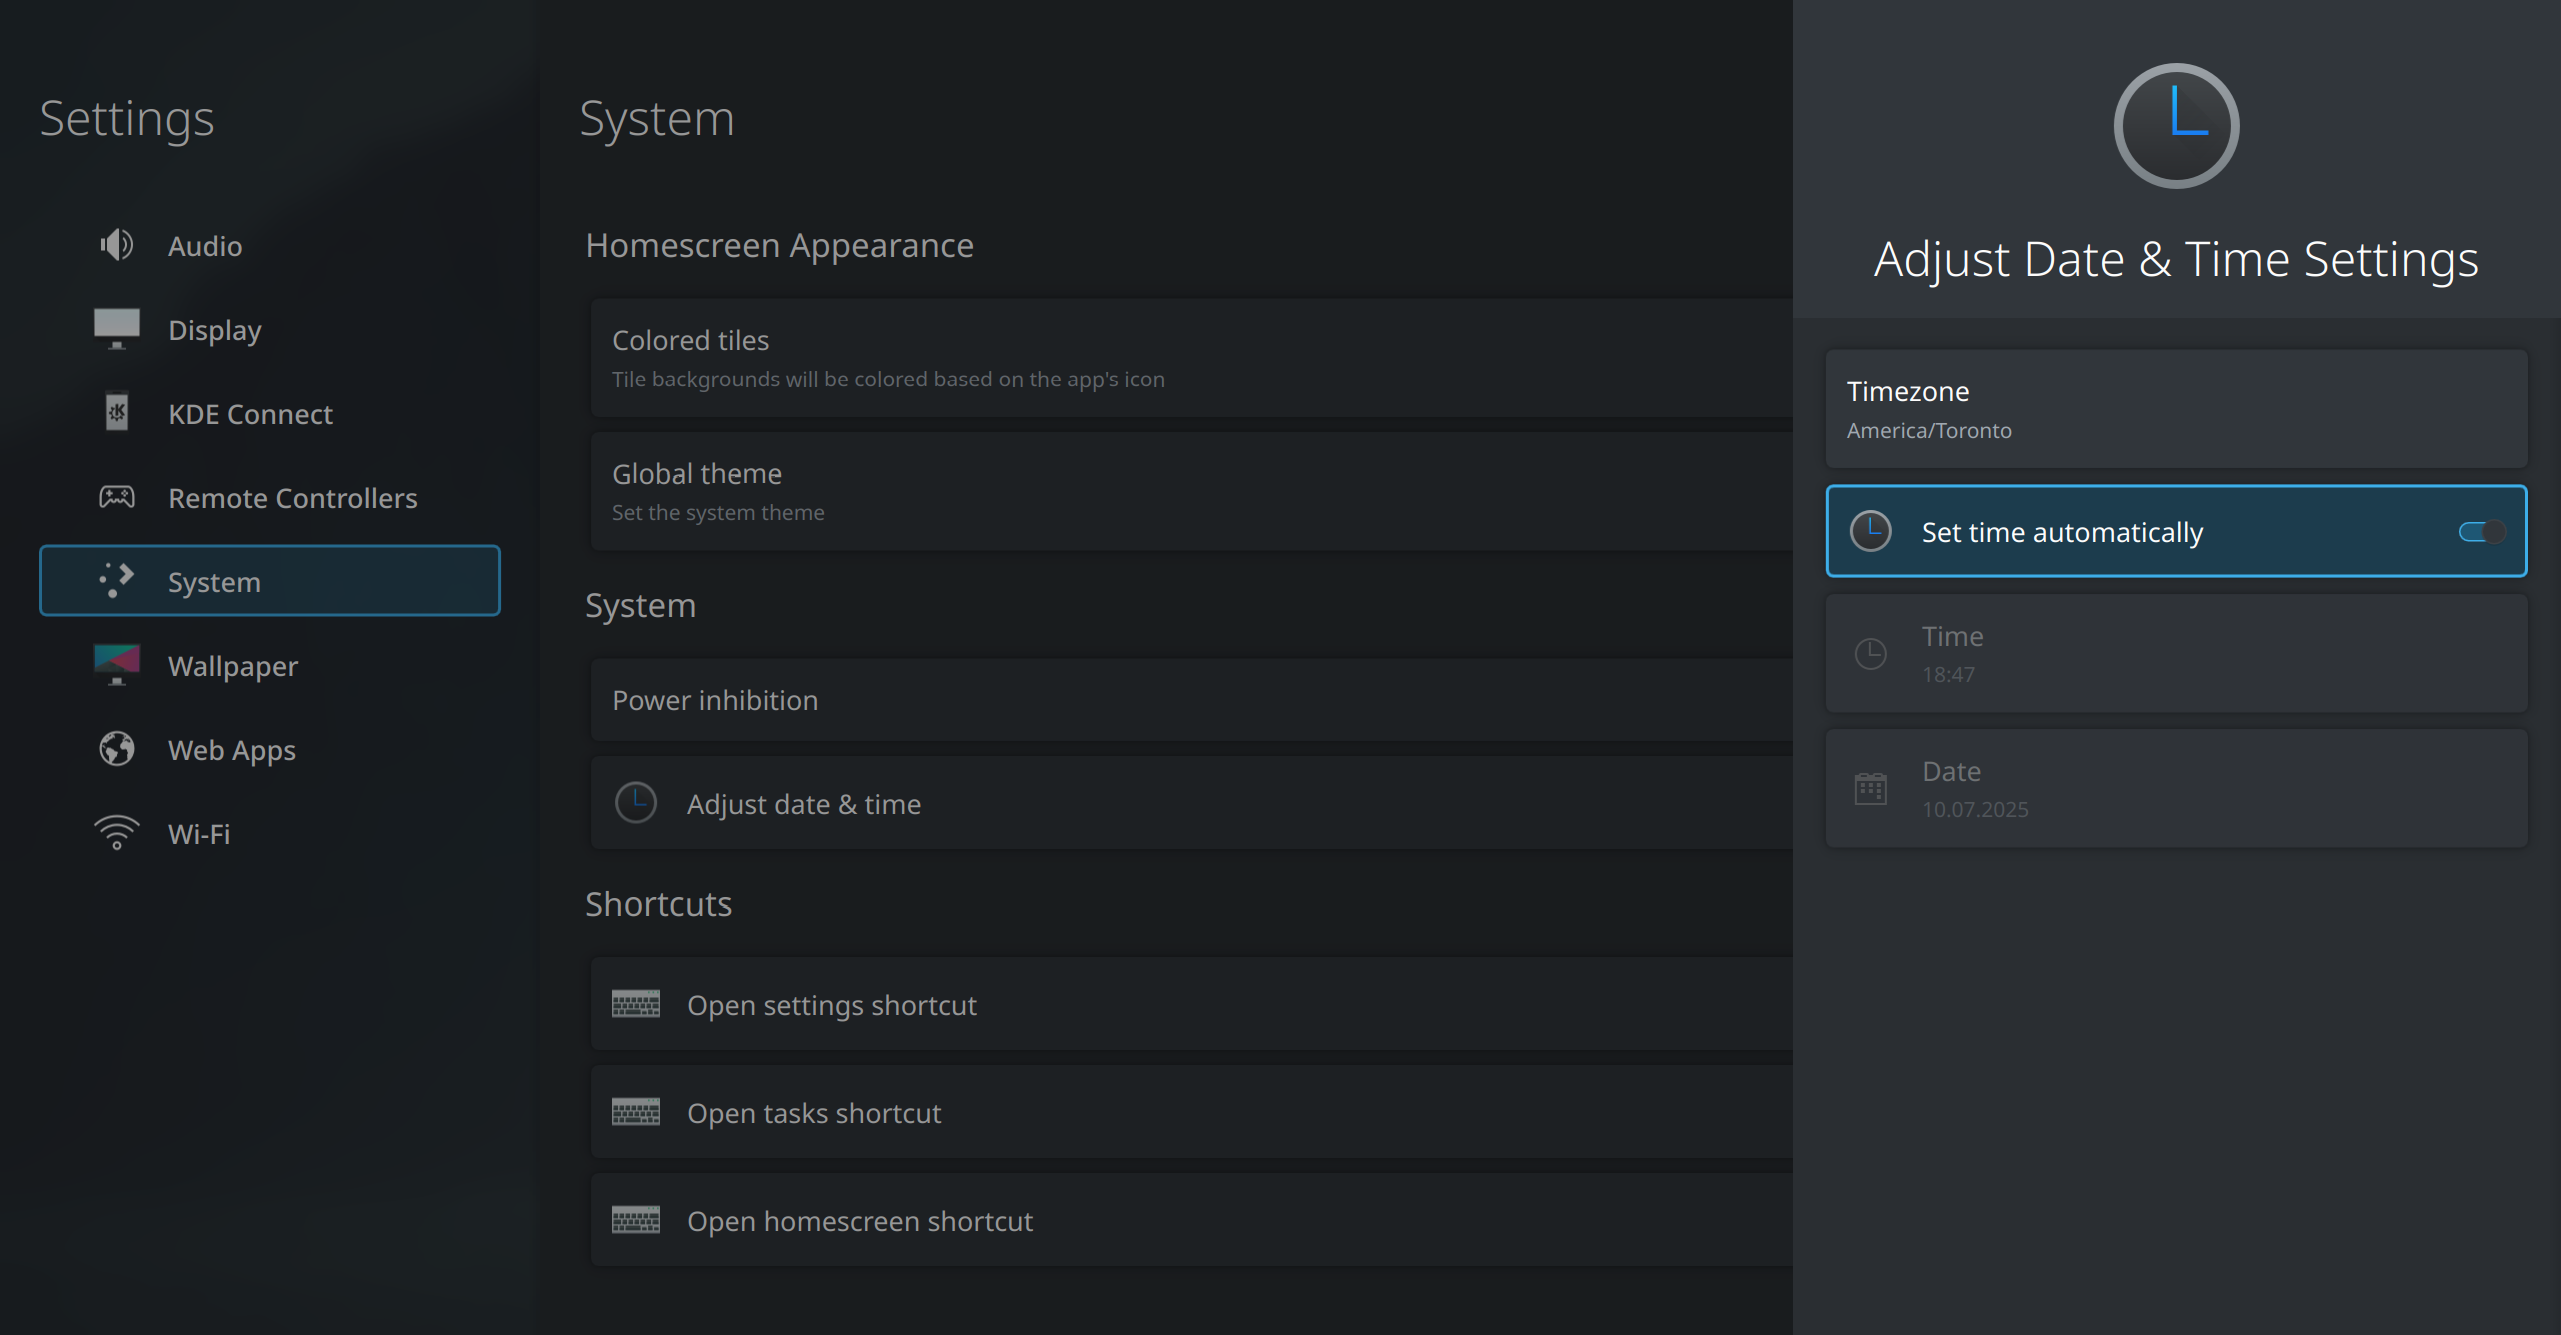 Settings
Audio
Display
KDE Connect
Remote Controllers
System
Wallpaper
Web Apps
Wi-Fi
System
Homescreen Appearance
Colored tiles
Tile backgrounds will be colored based on the app's icon
Global theme
Set the system theme
System
Power inhibition
Adjust date & time
Shortcuts
Open settings shortcut
Open tasks shortcut
Open homescreen shortcut
Adjust Date & Time Settings
Timezone
America/Toronto
Set time automatically
Time
18:47
Date
10.07.2025